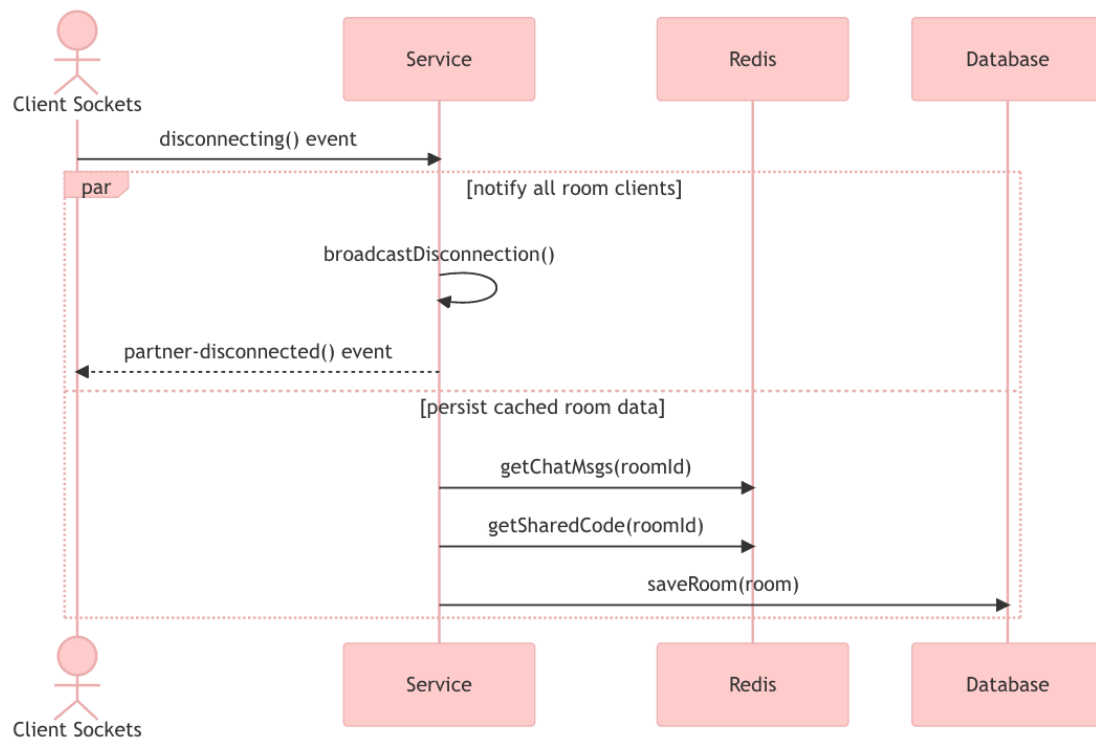 Client Sockets
Service
Redis
Database
disconnecting() event
par
[notify all room clients]
broadcastDisconnection()
partner-disconnected() event
[persist cached room data]
getChatMsgs(roomId)
getSharedCode(roomId)
saveRoom(room)
Client Sockets
Service
Redis
Database